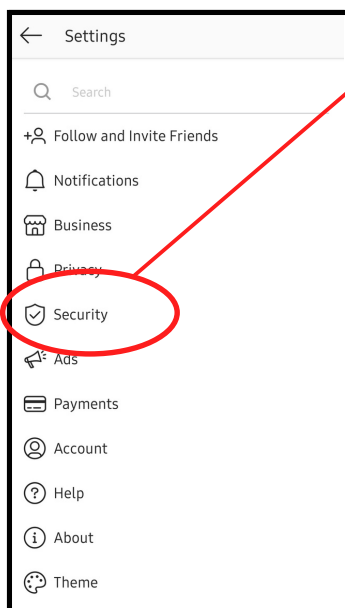 Settings
Search
Follow and Invite Friends
Notifications
Business
Privacy
Security
Ads
Payments
Account
Help
About
Theme